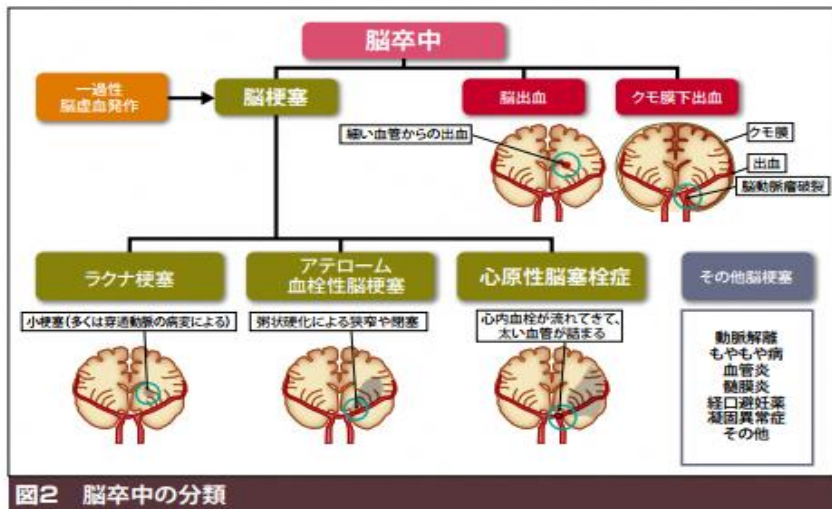 脳卒中
一過性
脳虚血発作
脳梗塞
脳出血
クモ膜下出血
細い血管からの出血
クモ膜
出血
脳動脈瘤破裂
ラクナ梗塞
アテローム
血栓性脳梗塞
心原性脳塞栓症
その他脳梗塞
小梗塞(多くは穿通動脈の病変による)
粥状硬化による狭窄や閉塞
心内血栓が流れてきて、
太い血管が詰まる
動脈解離
もやもや病
血管炎
髄膜炎
経口避妊薬
凝固異常症
その他
図2 脳卒中の分類